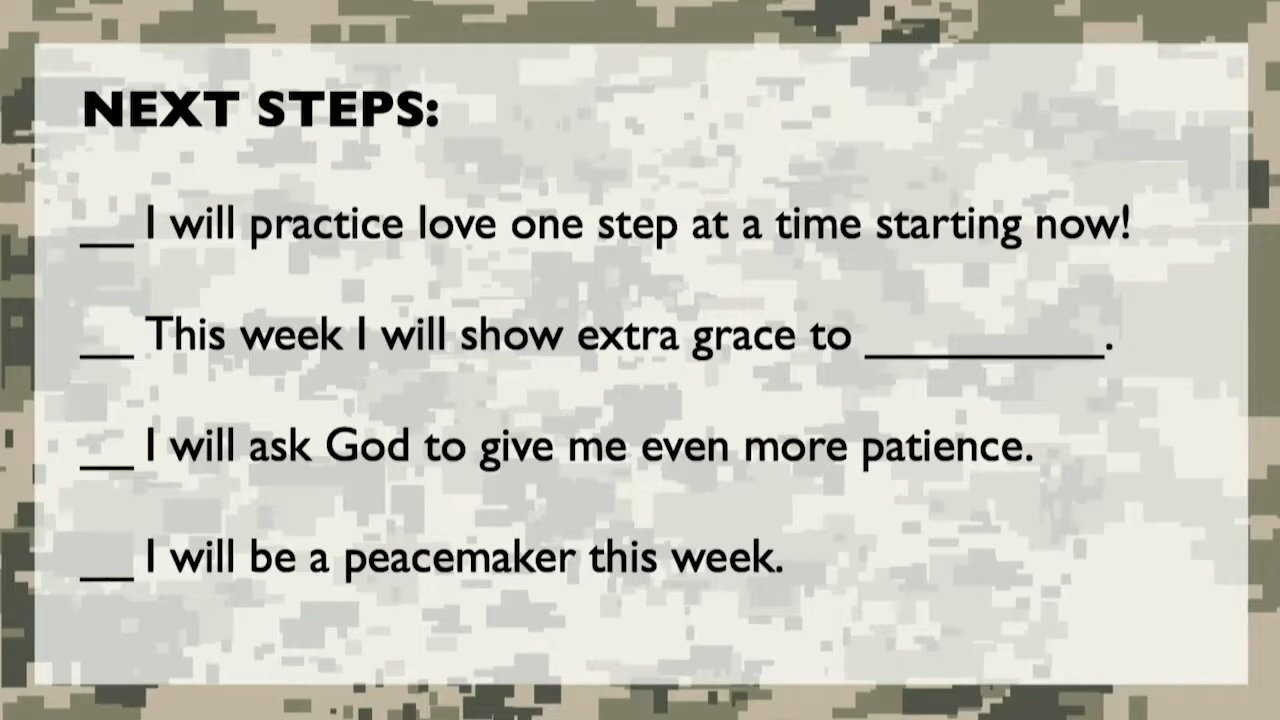 NEXT STEPS:
__ I will practice love one step at a time starting now!
__ This week I will show extra grace to __________.
__ I will ask God to give me even more patience.
__ I will be a peacemaker this week.